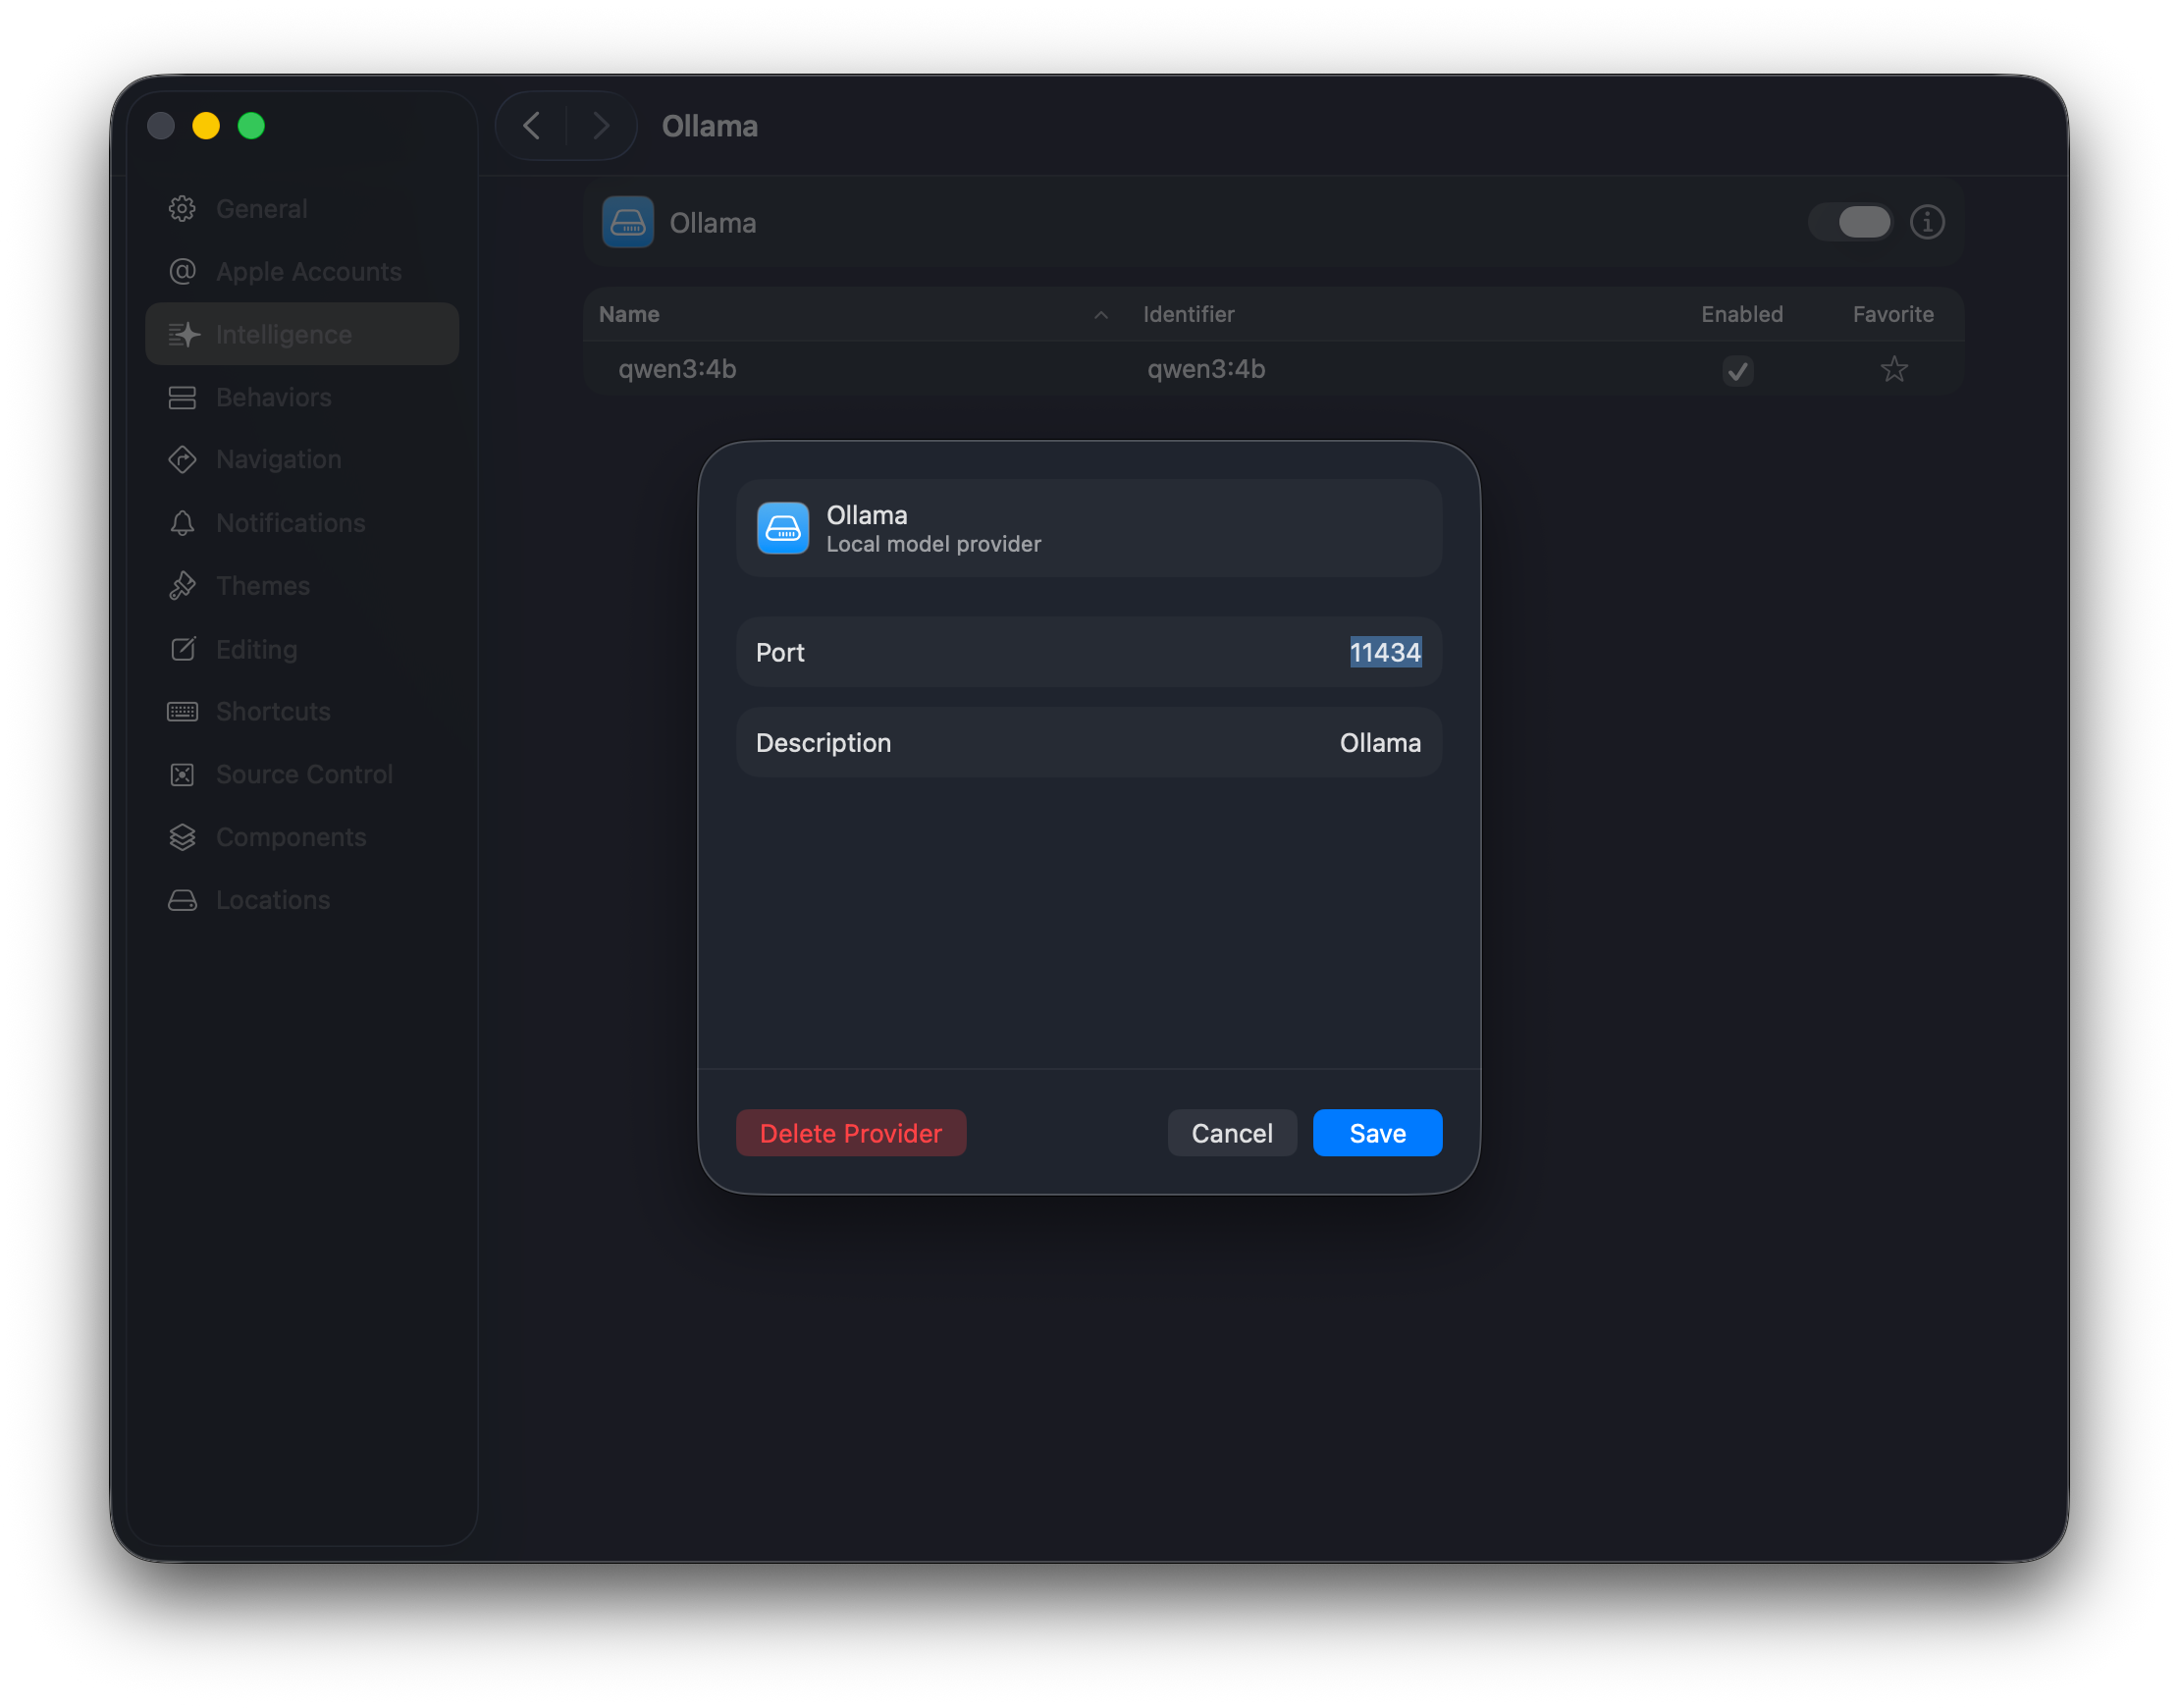 Ollama
General
Apple Accounts
Intelligence
Behaviors
Navigation
Notifications
Themes
Editing
Shortcuts
Source Control
Components
Locations
Ollama
Name Identifier Enabled Favorite
qwen3:4b qwen3:4b
Ollama
Local model provider
Port 11434
Description Ollama
Delete Provider Cancel Save